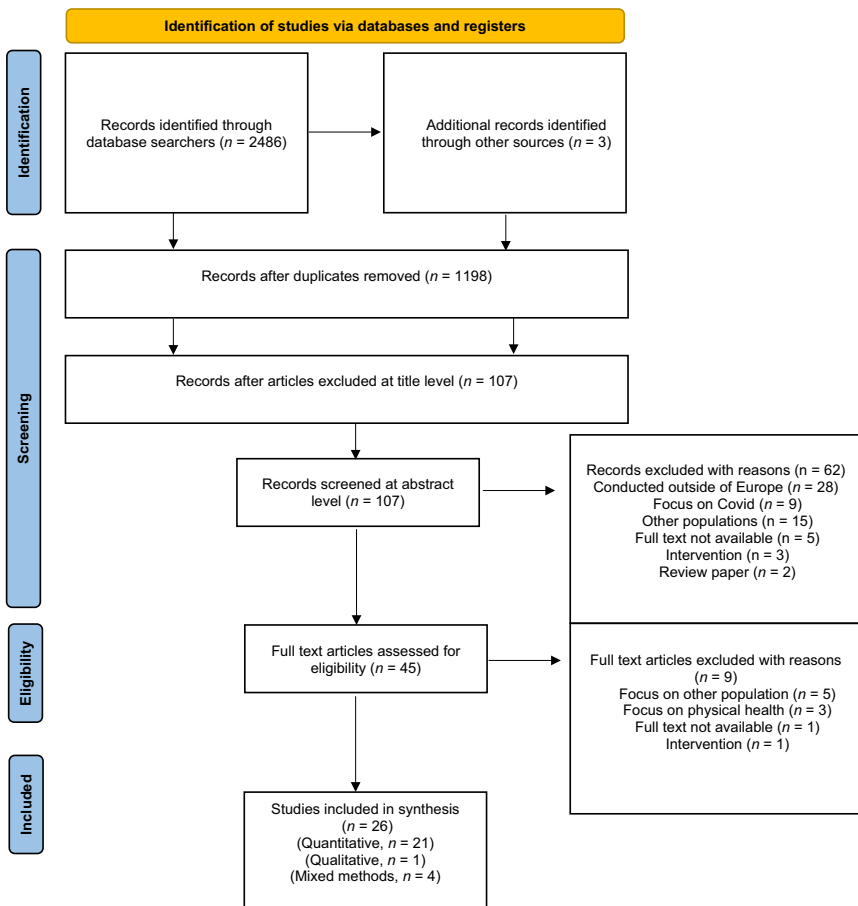 Identification of studies via databases and registers
Identification
Records identified through
database searchers (n = 2486)
Additional records identified
through other sources (n = 3)
Screening
Records after duplicates removed (n = 1198)
Records after articles excluded at title level (n = 107)
Records screened at abstract
level (n = 107)
Records excluded with reasons (n = 62)
Conducted outside of Europe (n = 28)
Focus on Covid (n = 9)
Other populations (n = 15)
Full text not available (n = 5)
Intervention (n = 3)
Review paper (n = 2)
Eligibility
Full text articles assessed for
eligibility (n = 45)
Full text articles excluded with reasons
(n = 9)
Focus on other population (n = 5)
Focus on physical health (n = 3)
Full text not available (n = 1)
Intervention (n = 1)
Included
Studies included in synthesis
(n = 26)
(Quantitative, n = 21)
(Qualitative, n = 1)
(Mixed methods, n = 4)